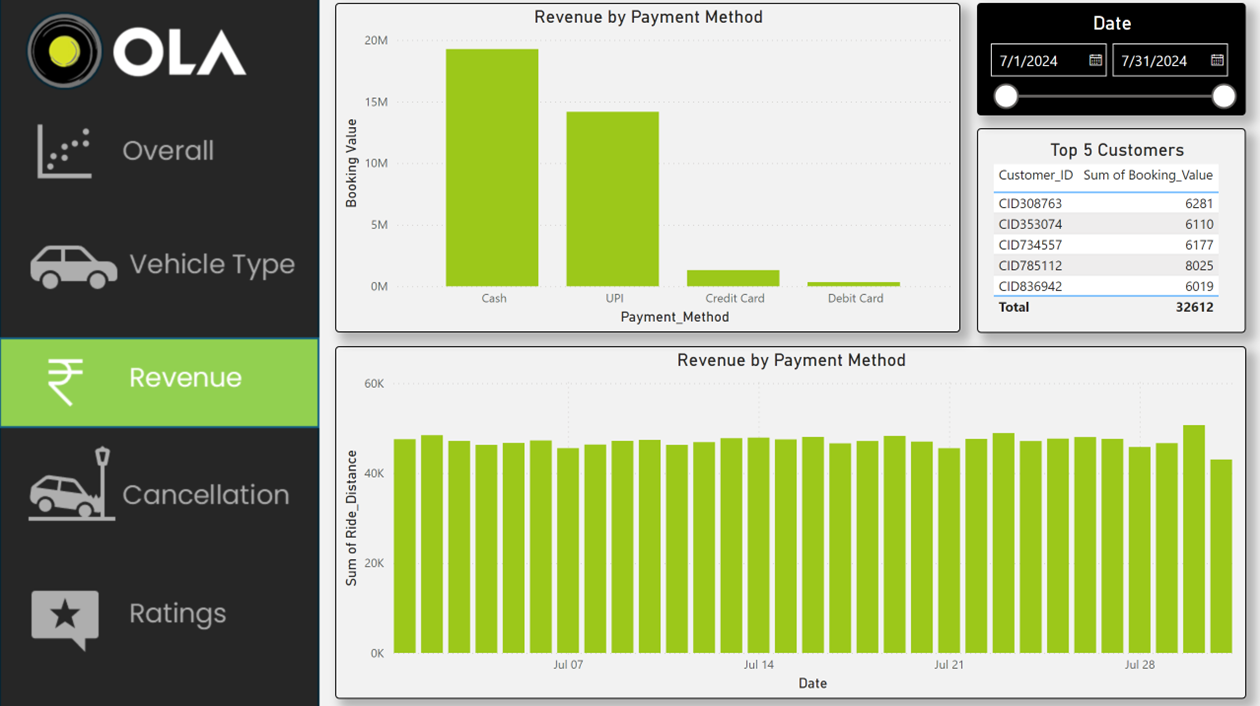 OLA
Overall
Vehicle Type
₹ Revenue
Cancellation
Ratings
Revenue by Payment Method
Booking Value
20M
15M
10M
5M
0M
Cash UPI Credit Card Debit Card
Payment_Method
Date
7/1/2024 7/31/2024
Top 5 Customers
Customer_ID Sum of Booking_Value
CID308763 6281
CID353074 6110
CID734557 6177
CID785112 8025
CID836942 6019
Total 32612
Revenue by Payment Method
Sum of Ride_Distance
60K
40K
20K
0K
Jul 07 Jul 14 Jul 21 Jul 28
Date